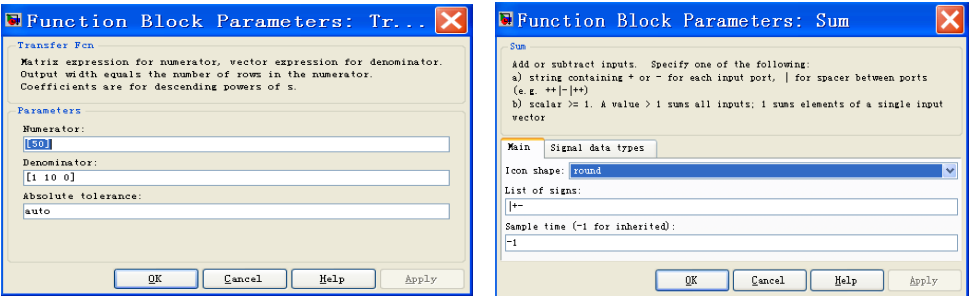 Function Block Parameters: Tr...
Transfer Fcn
Matrix expression for numerator, vector expression for denominator.
Output width equals the number of rows in the numerator.
Coefficients are for descending powers of s.
Parameters
Numerator:
[50]
Denominator:
[1 10 0]
Absolute tolerance:
auto
OK Cancel Help Apply
Function Block Parameters: Sum
Sum
Add or subtract inputs. Specify one of the following:
a) string containing + or - for each input port, | for spacer between ports
(e.g. ++|-|++)
b) scalar >= 1. A value > 1 sums all inputs; 1 sums elements of a single input
vector
Main Signal data types
Icon shape: round
List of signs:
|+-
Sample time (-1 for inherited):
-1
OK Cancel Help Apply